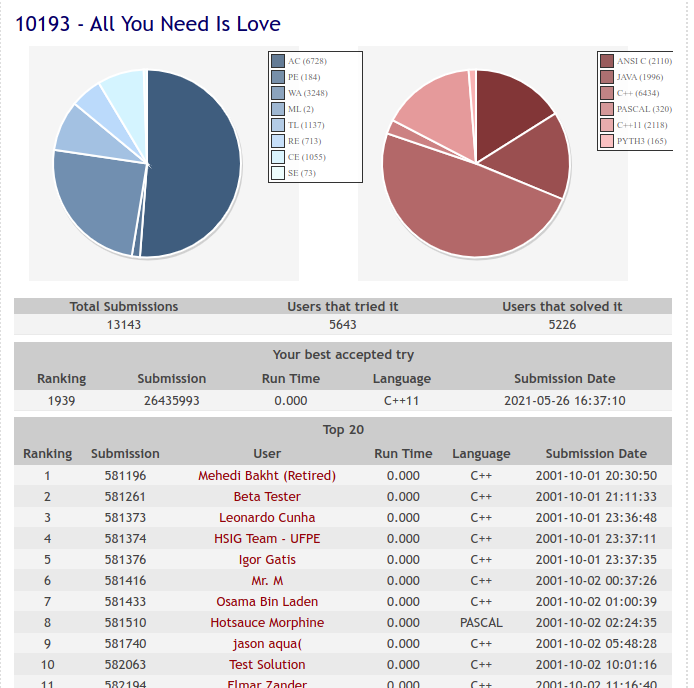 10193 - All You Need Is Love
AC (6728)
PE (184)
WA (3248)
ML (2)
TL (1137)
RE (713)
CE (1055)
SE (73)
ANSI C (2110)
JAVA (1996)
C++ (6434)
PASCAL (320)
C++11 (2118)
PYTH3 (165)
Total Submissions Users that tried it Users that solved it
13143 5643 5226
Your best accepted try
Ranking Submission Run Time Language Submission Date
1939 26435993 0.000 C++11 2021-05-26 16:37:10
Top 20
Ranking Submission User Run Time Language Submission Date
1 581196 Mehedi Bakht (Retired) 0.000 C++ 2001-10-01 20:30:50
2 581261 Beta Tester 0.000 C++ 2001-10-01 21:11:33
3 581373 Leonardo Cunha 0.000 C++ 2001-10-01 23:36:48
4 581374 HSIG Team - UFPE 0.000 C++ 2001-10-01 23:37:11
5 581376 Igor Gatis 0.000 C++ 2001-10-01 23:37:35
6 581416 Mr. M 0.000 C++ 2001-10-02 00:37:26
7 581433 Osama Bin Laden 0.000 C++ 2001-10-02 01:00:39
8 581510 Hotsauce Morphine 0.000 PASCAL 2001-10-02 02:24:35
9 581740 jason aqua( 0.000 C++ 2001-10-02 05:48:28
10 582063 Test Solution 0.000 C++ 2001-10-02 10:01:16
11 582194 Elmar Zander 0.000 C++ 2001-10-02 11:16:40